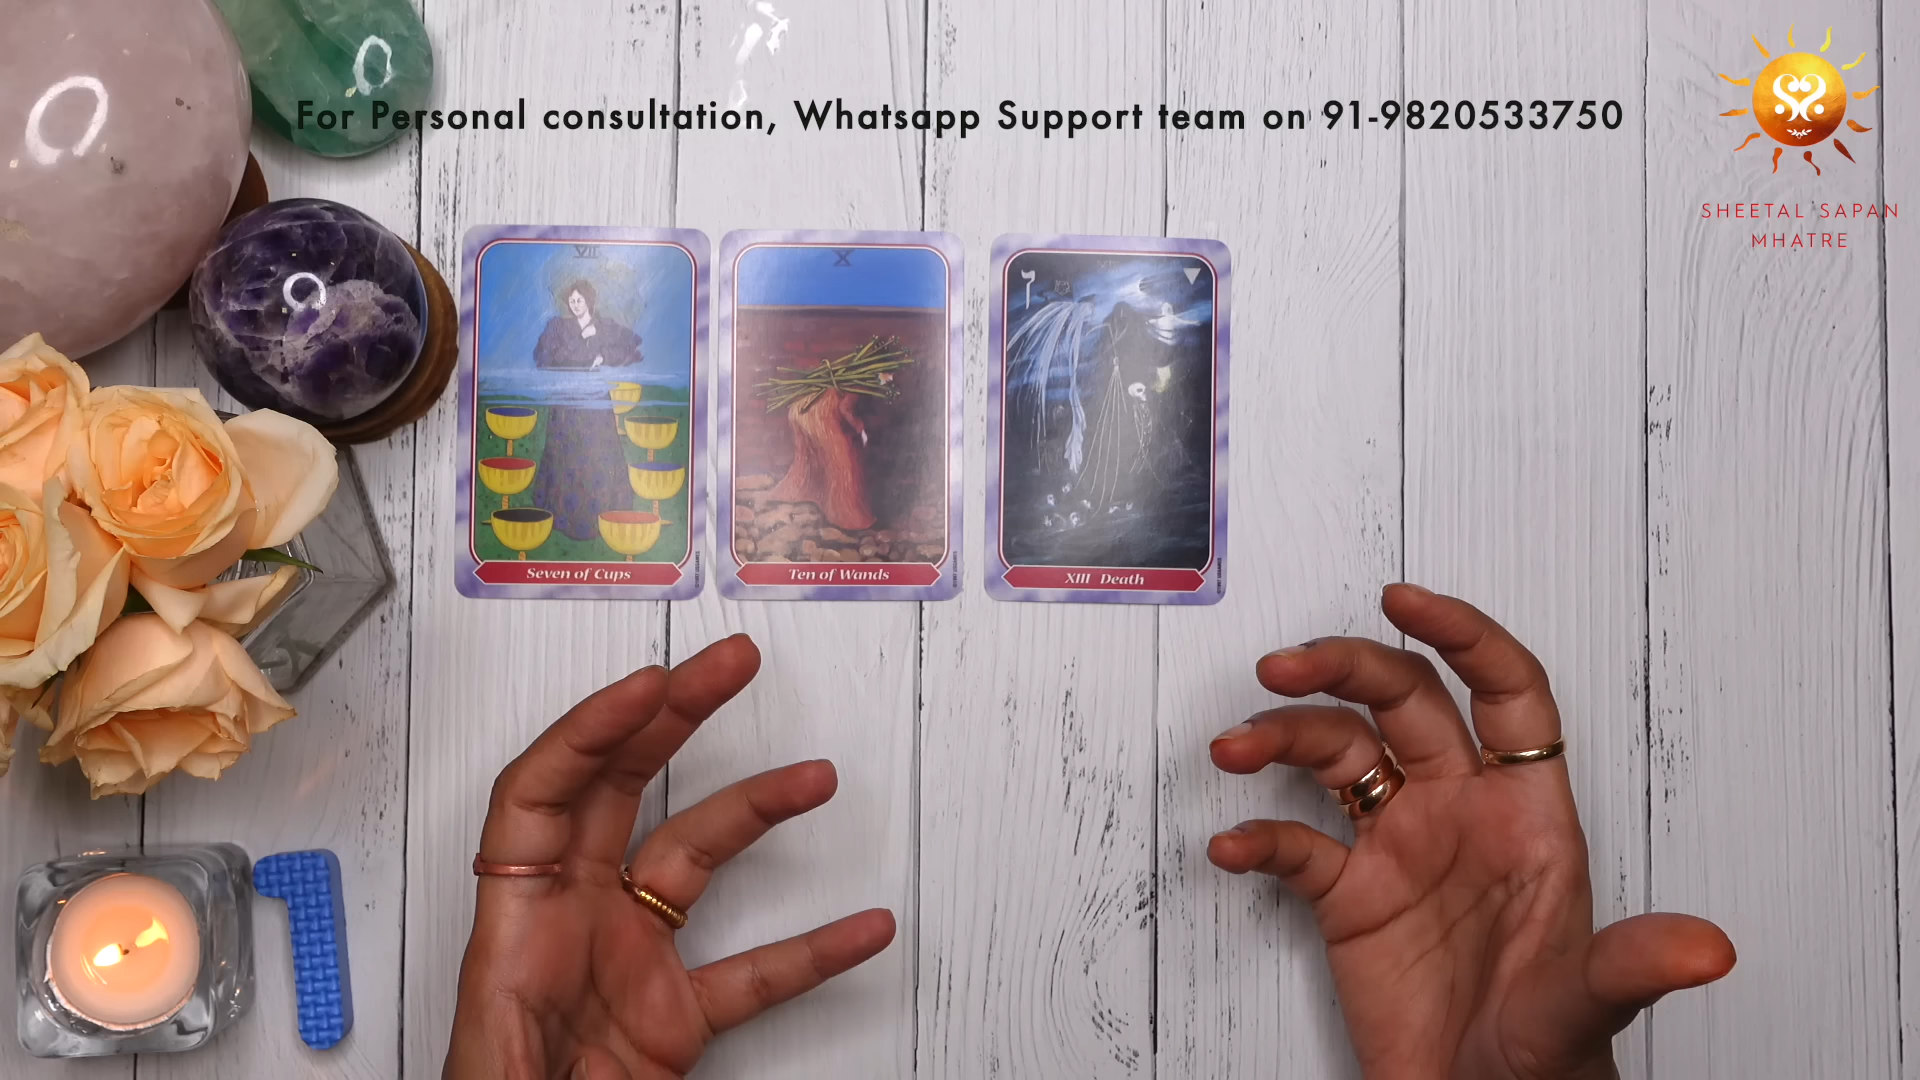 For Personal consultation, Whatsapp Support team on 91-9820533750
SHEETAL SAPAN
MHATRE
VII
X
Seven of Cups
Ten of Wands
XIII Death
1